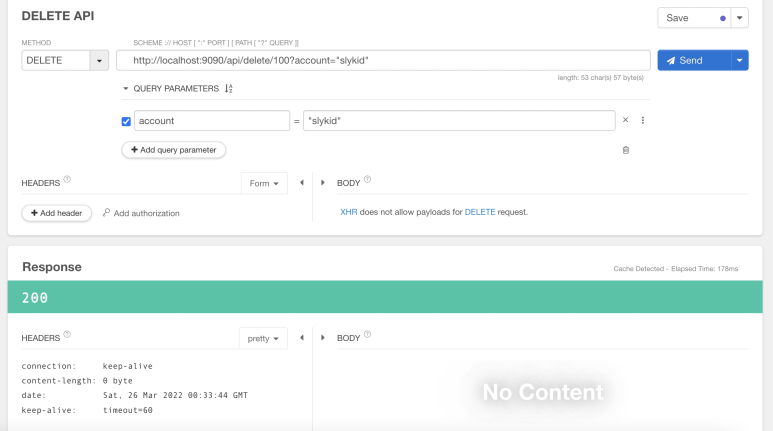 DELETE API
Save
METHOD
SCHEME :// HOST [ ":" PORT ] [ PATH [ "?" QUERY ]]
DELETE
http://localhost:9090/api/delete/100?account="slykid"
Send
length: 53 char(s) 57 byte(s)
QUERY PARAMETERS
account = "slykid"
+ Add query parameter
HEADERS ? Form
BODY ?
+ Add header
Add authorization
XHR does not allow payloads for DELETE request.
Response
Cache Detected - Elapsed Time: 178ms
200
HEADERS ? pretty
BODY ?
connection: keep-alive
content-length: 0 byte
date: Sat, 26 Mar 2022 00:33:44 GMT
keep-alive: timeout=60
No Content